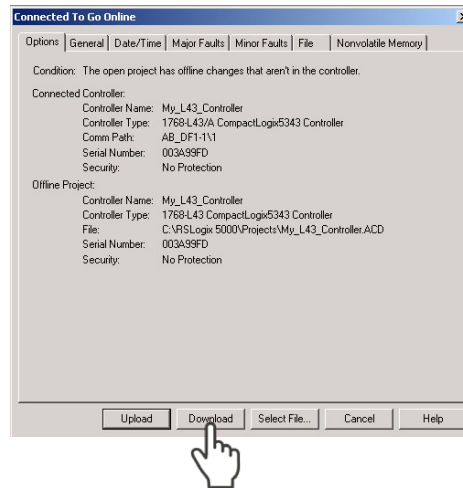 Connected To Go Online
Options General Date/Time Major Faults Minor Faults File Nonvolatile Memory
Condition: The open project has offline changes that aren't in the controller.
Connected Controller:
Controller Name: My_L43_Controller
Controller Type: 1768-L43/A CompactLogix5343 Controller
Comm Path: AB_DF1-1\1
Serial Number: 003A99FD
Security: No Protection
Offline Project:
Controller Name: My_L43_Controller
Controller Type: 1768-L43 CompactLogix5343 Controller
File: C:\RSLogix 5000\Projects\My_L43_Controller.ACD
Serial Number: 003A99FD
Security: No Protection
Upload Download Select File... Cancel Help